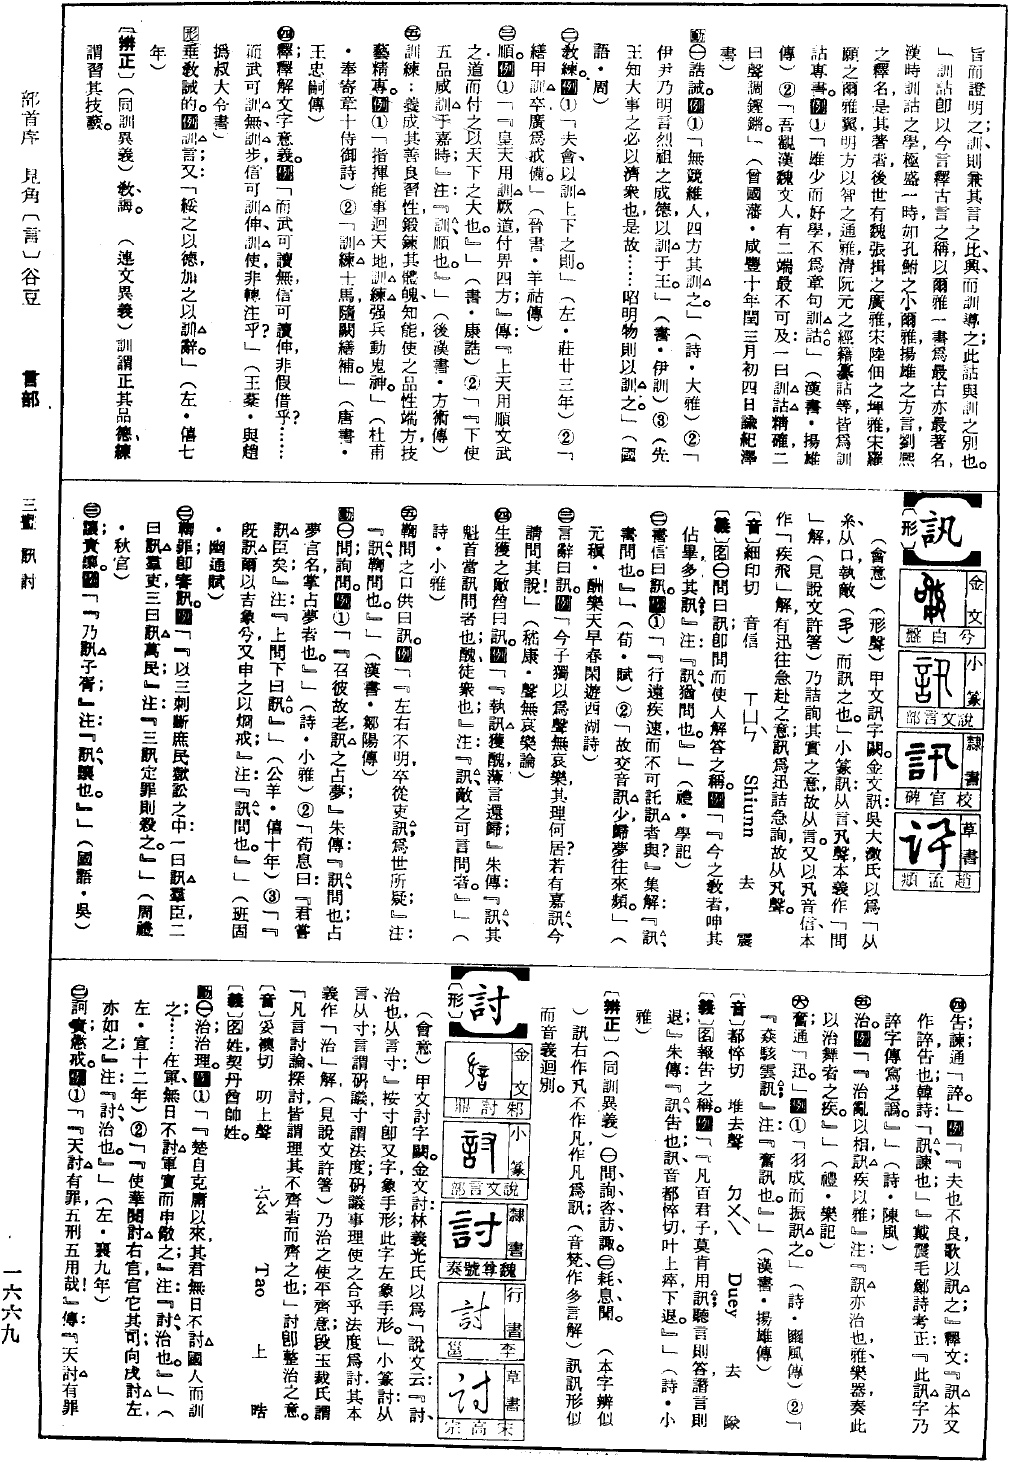 旨而證明之；訓則兼其言之比、興而訓導之此詁與訓之別也。
」訓詁卽以今言釋古言之稱以爾雅一書爲最古亦最著名，
漢時訓詁之學極盛一時如孔鮒之小爾雅揚雄之方言劉熙
之釋名是其著者後世有魏張揖之廣雅宋陸佃之埤雅宋羅
願之爾雅翼明方以智之通雅清阮元之經籍纂詁等皆爲訓
詁專書。例①「雄少而好學不爲章句訓詁。」（漢書・揚雄
傳）②「吾觀漢魏文人有二端最不可及：一曰訓詁精確二
曰聲調鏗鏘。」（曾國藩・咸豐十年閏三月初四日諭紀澤
書）
動㊀誥誡。例①「無競維人四方其訓之。」（詩・大雅）②「
伊尹乃明言烈祖之成德以訓于王。」（書・伊訓）③（先
王知大事之必以濟衆也是故……昭明物則以訓之。」（國
語・周）
㊁教練。例①「夫會以訓上下之則。」（左・莊廿三年）②「
繕甲訓卒廣爲戒備。」（晉書・羊祜傳）
㊂順。例①「『皇天用訓厥道付畀四方』；傳：『上天用順文武
之道而付之以天下之大也。』」（書・康誥）②「『下使
五品咸訓于嘉時』；注：『訓順也。』」（後漢書・方術傳）
㊄訓練：養成其善良習性鍛鍊其體魄、知能使之品性端方技
藝精專。例①「指揮能事迴天地訓練强兵動鬼神。」（杜甫
・奉寄章十侍御詩）②「訓練士馬隨闕繕補。」（唐書・
王忠嗣傳）
㊃釋；釋解文字意義。例「而武可讀無信可讀伸非假借乎？……
而武可訓無訓步信可訓伸訓使非轉注乎？」（王棻・與趙
撝叔大令書）
形垂教誡的。例訓言；又「綏之以德加之以訓辭。」（左・僖七
年）
〔辨正〕（同訓異義）教、誨。　（連文異義）訓謂正其品德練
謂習其技藝。
訊
〔形〕
金文
兮白盤
小篆
說文言部
隸書
校官碑
草書
趙孟頫
（會意）（形聲）甲文訊字闕金文訊：吳大澂氏以爲「从
糸、从口執敵（多）而訊之也。」小篆訊从言卂聲本義作「問
」解（見說文許箸）乃詰詢其實之意故从言；又以卂音信本
作「疾飛」解有迅往急赴之意訊爲迅詰急詢故从卂聲。
〔音〕細印切　音信　ㄒㄩㄣˋ　Shiunn　去　震
〔義〕名㊀問曰訊卽問而使人解答之稱。例「『今之教者呻其
佔畢多其訊』；注：『訊猶問也。』」（禮・學記）
㊁書信曰訊。例①「『行遠疾速而不可託訊者與』？集解：『訊、
書問也。』」（荀・賦）②「故交音訊少歸夢往來頻。」（
元稹・酬樂天早春閑遊西湖詩）
㊂言辭曰訊。例「今子獨以爲聲無哀樂其理何居若有嘉訊、今
請聞其說！」（嵇康・聲無哀樂論）
㊃生獲之敵酋曰訊。例「『執訊獲醜薄言還歸』；朱傳：『訊、其
魁首當訊問者也；醜徒衆也』；注：『訊敵之可言問者。』」（
詩・小雅）
㊄鞫問之口供曰訊。例「『左右不明卒從吏訊爲世所疑』；注：
『訊鞫問也。』」（漢書・鄒陽傳）
動㊀問；詢問。例①「『召彼故老訊之占夢』；朱傳：『訊問也；占
夢官名掌占夢者也。』」（詩・小雅）②「荀息曰：『君嘗
訊臣矣』；注：『上問下曰訊。』」（公羊・僖十年）③「『
旣訊爾以吉象兮又申之以烱戒』；注：『訊問也。』」（班固
・幽通賦）
㊁鞫罪卽審訊。例「『以三刺斷庶民獄訟之中一曰訊羣臣二
曰訊羣吏三曰訊萬民』注：『三訊定罪則殺之。』」（周禮
・秋官）
㊂讓；責讓。例「『乃訊子胥』注：『訊讓也。』」（國語・吳）
㊃告；諫通「誶。」例「『夫也不良歌以訊之』；釋文：『訊本又
作誶告也；韓詩：『訊諫也』」；戴震毛鄭詩考正：『此訊字乃
誶字傳寫之譌。』」（詩・陳風）
㊄治。例「『治亂以相訊疾以雅』；注：『訊亦治也、雅樂器奏此
以治舞者之疾。』」（禮・樂記）
㊅奮通「迅。」例①「羽成而振訊之。」（詩・豳風傳）②「
『猋駭雲訊』；注：『奮訊也。』」（漢書・揚雄傳）
〔音〕都悴切　堆去聲　ㄉㄨㄟˋ　Duey　去　隊
〔義〕名報告之稱。例「『凡百君子莫肯用訊聽言則答譖言則
退』；朱傳：『訊告也；訊音都悴切叶上瘁下退。』」（詩・小
雅）
〔辨正〕（同訓異義）㊀問、詢、咨、訪、諏。㊁耗、息、聞。　（本字辨似
）訊右作卂不作凡作凡爲訊（音梵作多言解）訊訊形似
而音義迥別。
討
〔形〕
金文
郑討鼎
小篆
說文言部
隸書
魏尊號奏
行書
李邕
草書
宋高宗
（會意）甲文討字闕。金文討：林義光氏以爲「說文云：『討、
治也从言寸』；按寸卽又字象手形；此字左象手形。」小篆討从
言、从寸言謂研議寸謂法度硏議事理使之合乎法度爲討其本
義作「治」解（見說文許箸）乃治之使平齊意段玉裁氏謂
「凡言討論、探討皆謂理其不齊者而齊之也；」討卽整治之意。
〔音〕妥襖切　叨上聲　ㄊㄠˇ　Tao　上　晧
〔義〕名姓契丹酋帥姓。
動㊀治；治理。例①「『楚自克庸以來其君無日不討國人而訓
之；……在軍無日不討軍實而申儆之』；注：『討治也。』」（
左・宣十二年）②「『使華閱討右官官庀其司向戌討左
亦如之』；注：『討治也。』」（左・襄九年）
㊁訶責；懲戒。例①「『天討有罪五刑五用哉！』傳：『天討有罪
部首序　見角〔言〕谷豆　言部　三畫　訊討　一六六九